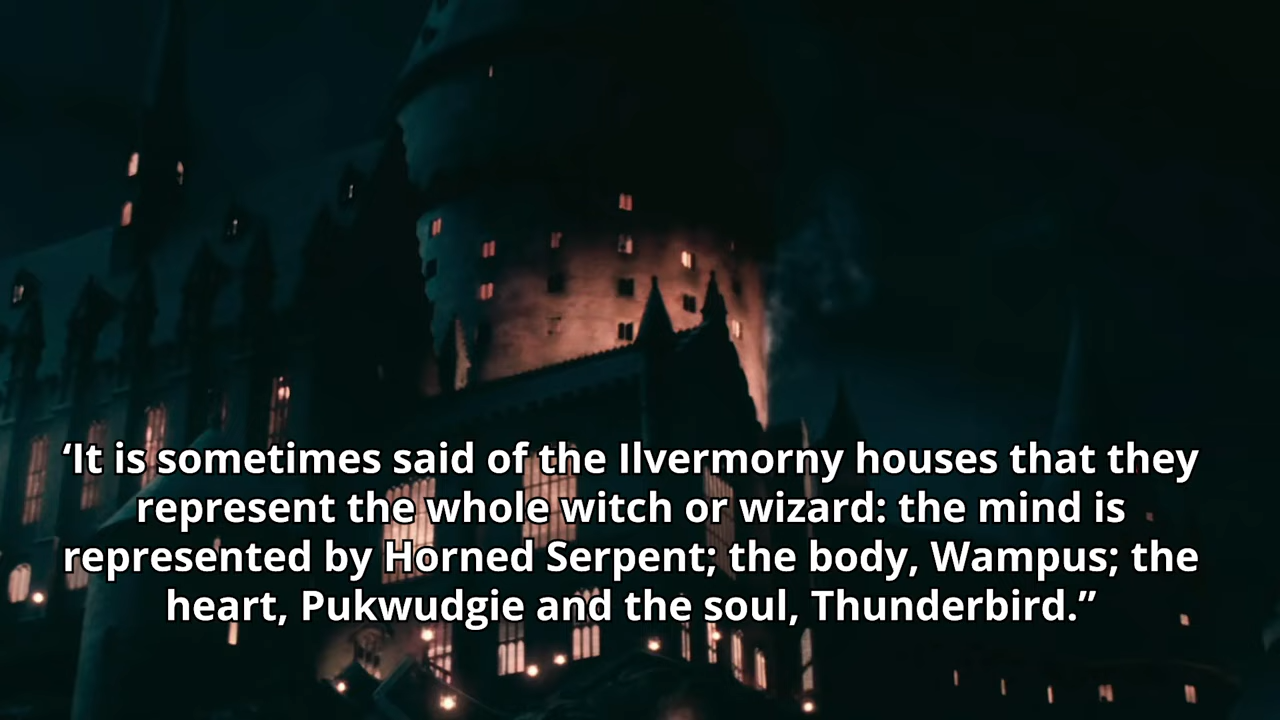 ‘It is sometimes said of the Ilvermorny houses that they
represent the whole witch or wizard: the mind is
represented by Horned Serpent; the body, Wampus; the
heart, Pukwudgie and the soul, Thunderbird.”